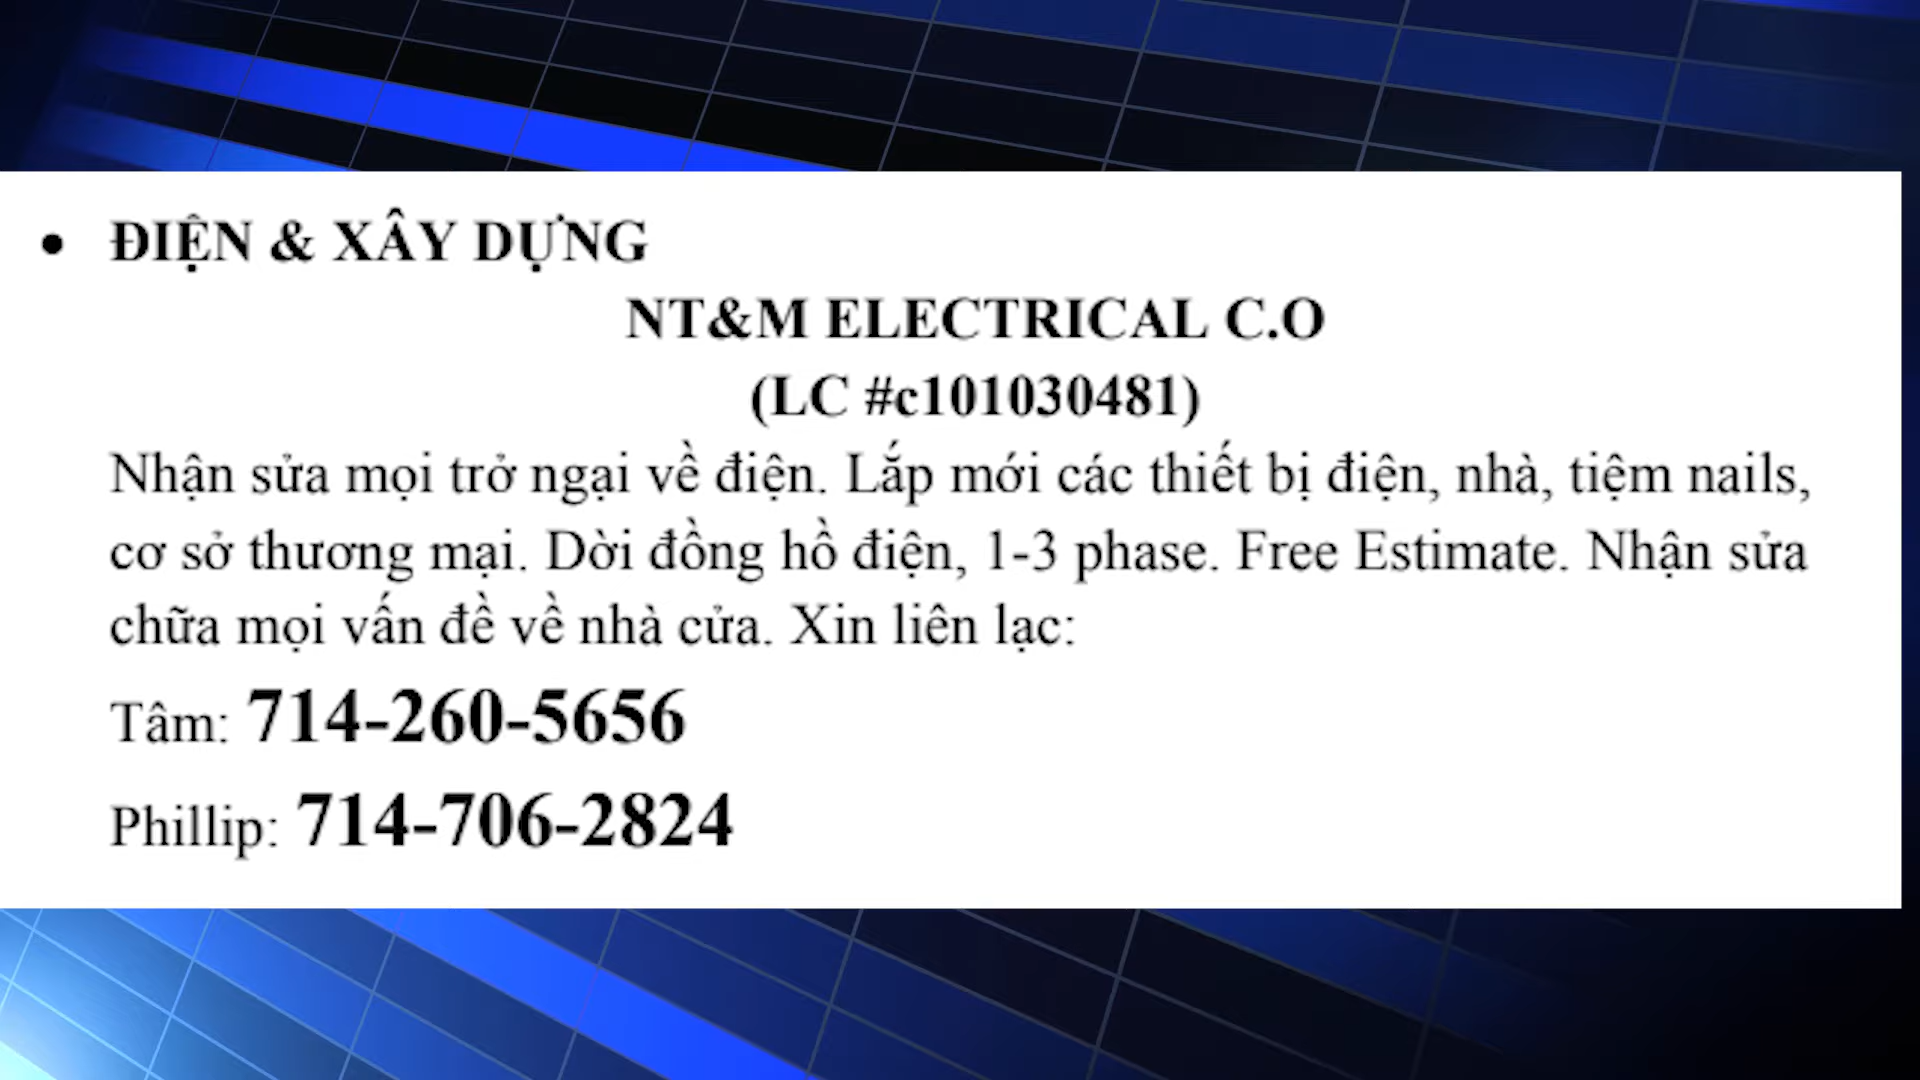 • ĐIỆN & XÂY DỰNG
NT&M ELECTRICAL C.O
(LC #c101030481)
Nhận sửa mọi trở ngại về điện. Lắp mới các thiết bị điện, nhà, tiệm nails,
cơ sở thương mại. Dời đồng hồ điện, 1-3 phase. Free Estimate. Nhận sửa
chữa mọi vấn đề về nhà cửa. Xin liên lạc:
Tâm: 714-260-5656
Phillip: 714-706-2824